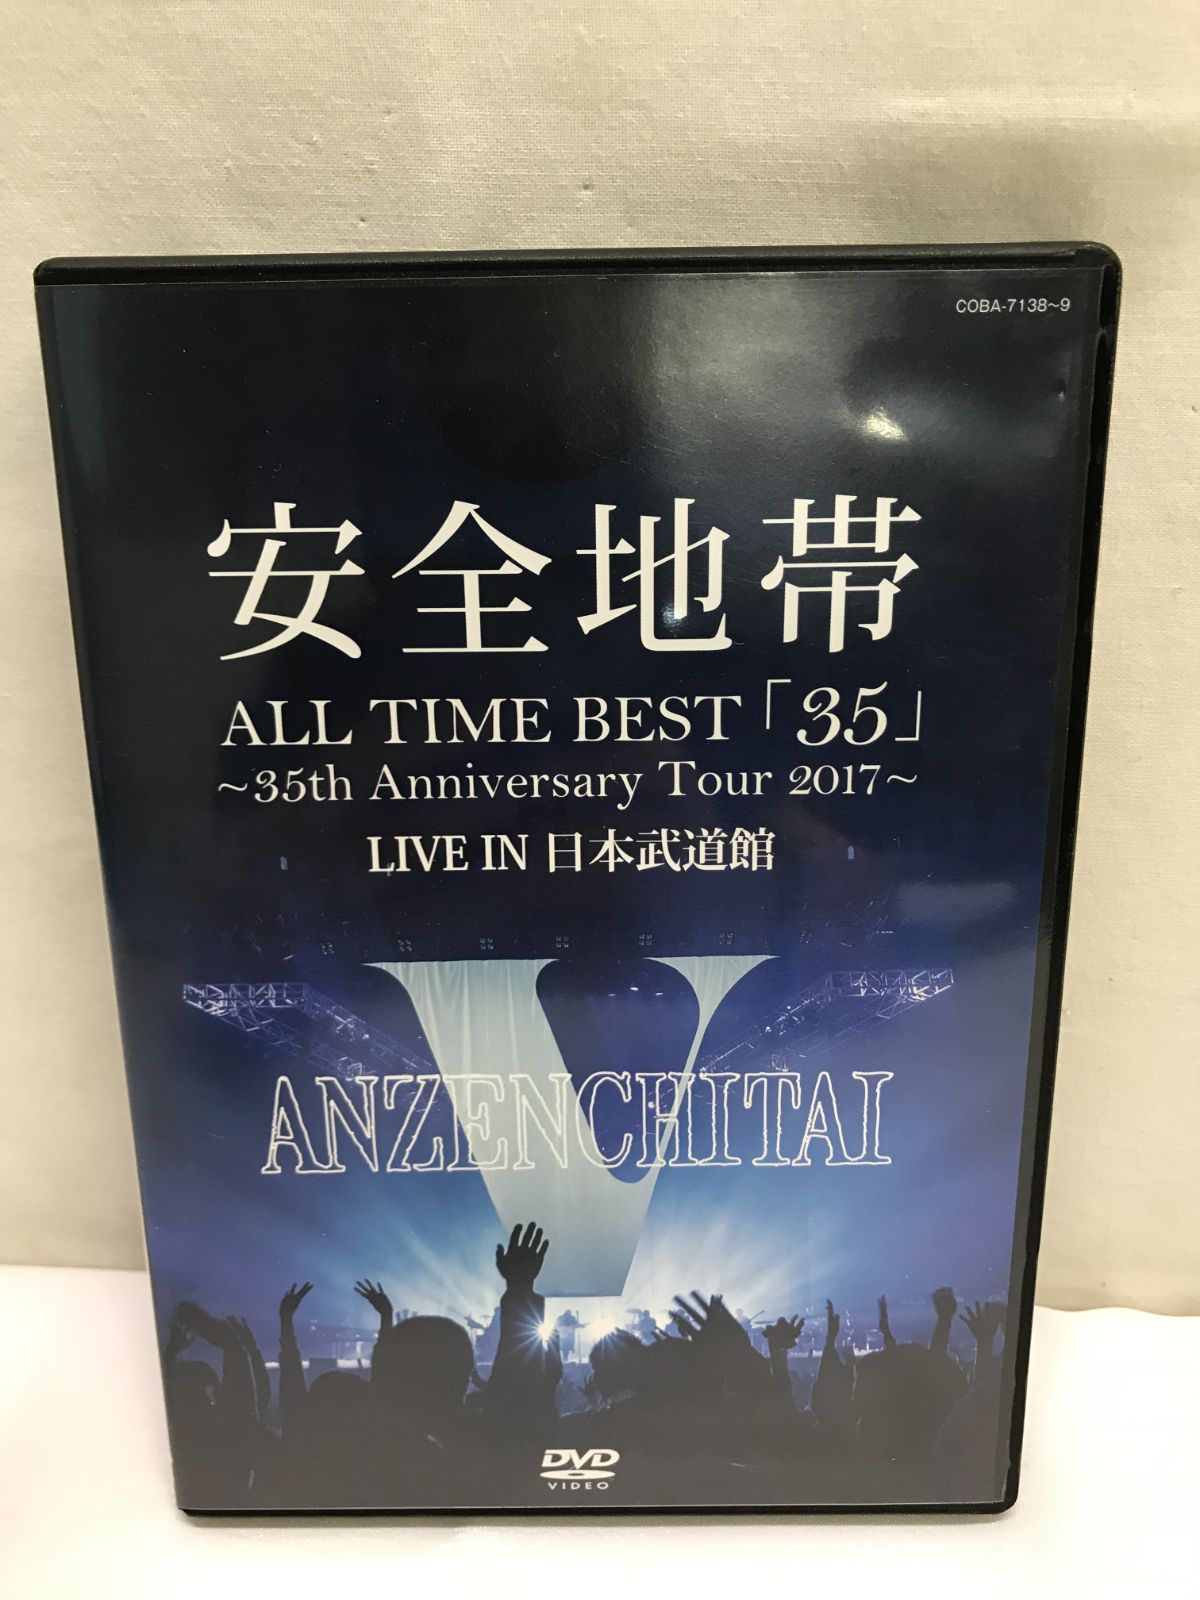 COBA-7138~9
安全地帯
ALL TIME BEST「35」
~35th Anniversary Tour 2017~
LIVE IN 日本武道館
V
ANZENCHITAI
DVD
VIDEO